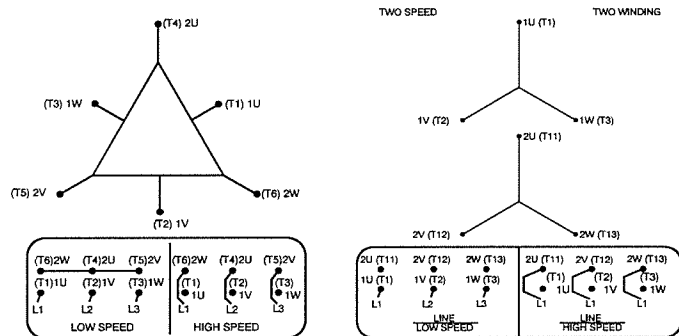 (T4) 2U
(T3) 1W
(T1) 1U
(T5) 2V
(T6) 2W
(T2) 1V
(T6)2W (T4)2U (T5)2V
(T1)1U (T2)1V (T3)1W
L1 L2 L3
LOW SPEED
(T6)2W (T4)2U (T5)2V
(T1) (T2) (T3)
1U 1V 1W
L1 L2 L3
HIGH SPEED
TWO SPEED TWO WINDING
1U (T1)
1V (T2) 1W (T3)
2U (T11)
2V (T12) 2W (T13)
2U (T11) 2V (T12) 2W (T13)
1U (T1) 1V (T2) 1W (T3)
L1 L2 L3
LINE
LOW SPEED
2U (T11) 2V (T12) 2W (T13)
(T1) (T2) (T3)
1U 1V 1W
L1 L1 L1
LINE
HIGH SPEED